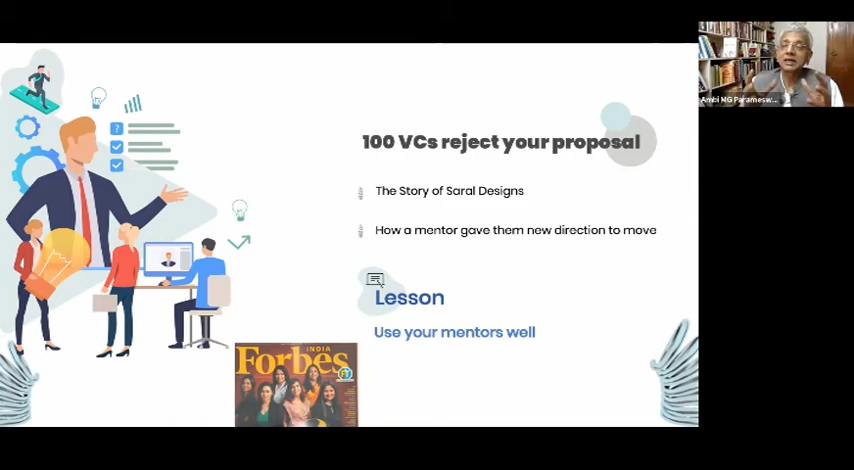 Ambi MG Paramesw...
100 VCs reject your proposal
The Story of Saral Designs
How a mentor gave them new direction to move
Lesson
Use your mentors well
Forbes
INDIA
?